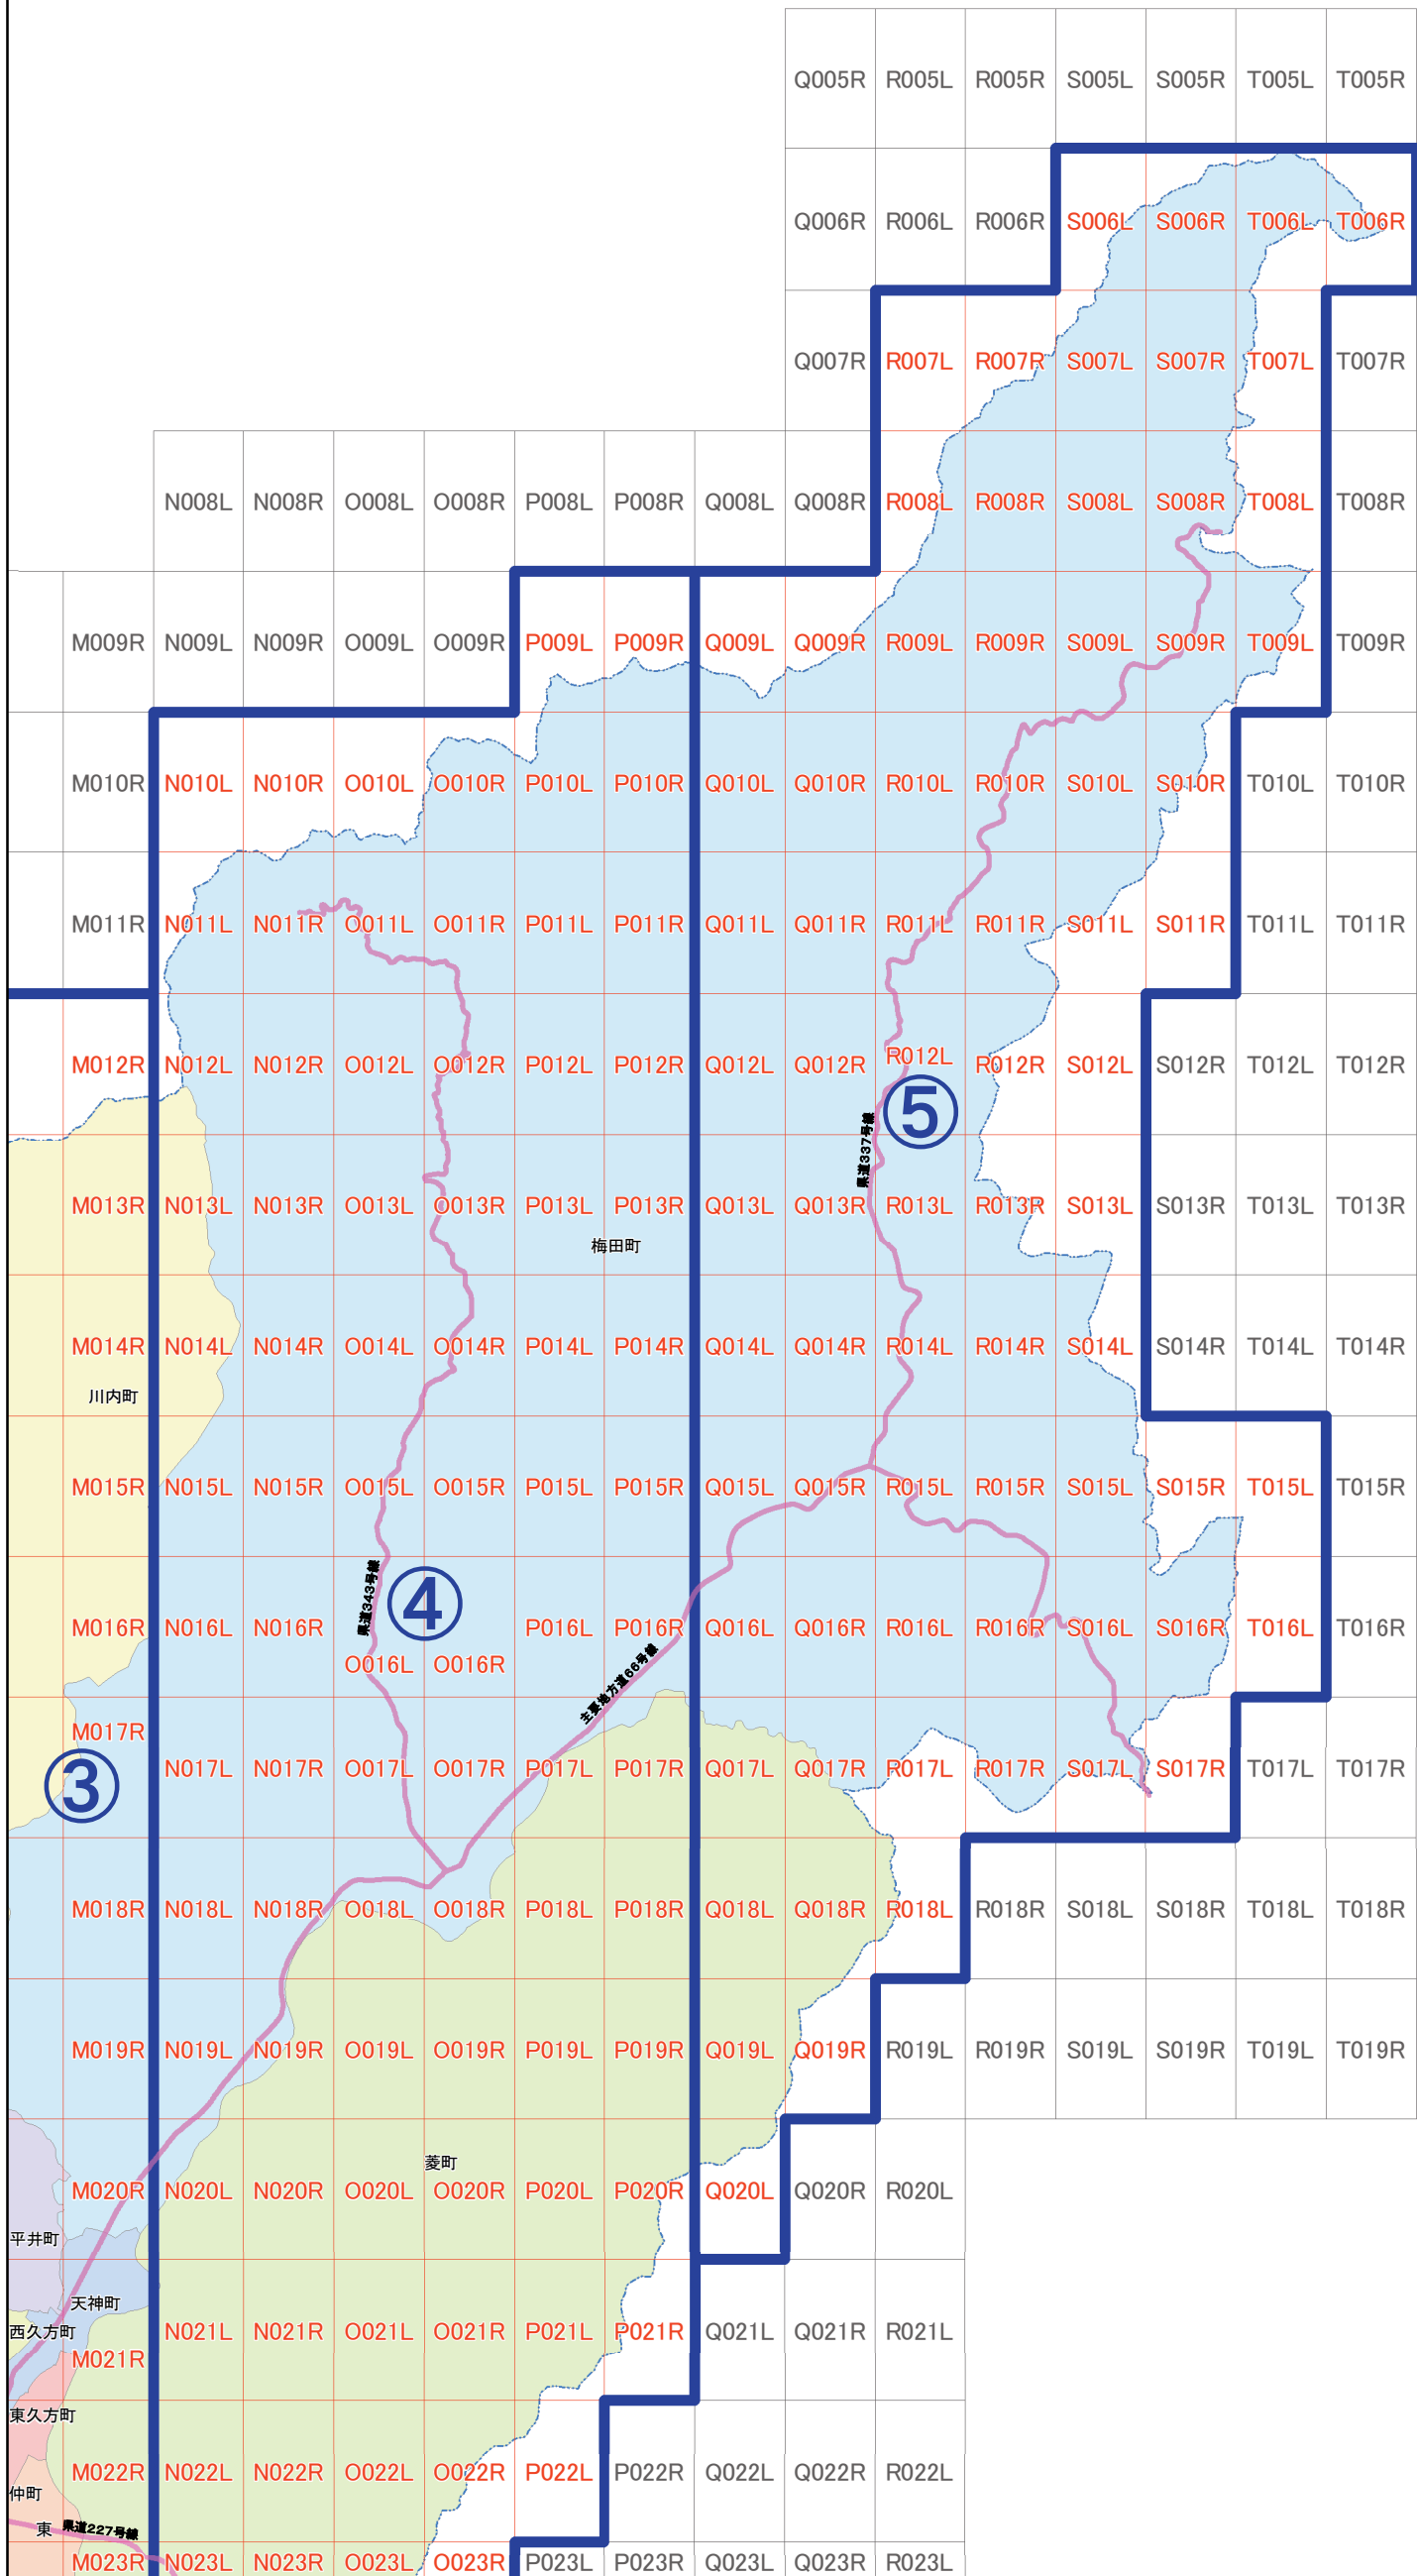 Q005R R005L R005R S005L S005R T005L T005R
Q006R R006L R006R S006L S006R T006L T006R
Q007R R007L R007R S007L S007R T007L T007R
N008L N008R O008L O008R P008L P008R Q008L Q008R R008L R008R S008L S008R T008L T008R
M009R N009L N009R O009L O009R P009L P009R Q009L Q009R R009L R009R S009L S009R T009L T009R
M010R N010L N010R O010L O010R P010L P010R Q010L Q010R R010L R010R S010L S010R T010L T010R
M011R N011L N011R O011L O011R P011L P011R Q011L Q011R R011L R011R S011L S011R T011L T011R
M012R N012L N012R O012L O012R P012L P012R Q012L Q012R R012L R012R S012L S012R T012L T012R
⑤
県道337号線
M013R N013L N013R O013L O013R P013L P013R Q013L Q013R R013L R013R S013L S013R T013L T013R
梅田町
M014R N014L N014R O014L O014R P014L P014R Q014L Q014R R014L R014R S014L S014R T014L T014R
川内町
M015R N015L N015R O015L O015R P015L P015R Q015L Q015R R015L R015R S015L S015R T015L T015R
県道343号線
④
M016R N016L N016R P016L P016R Q016L Q016R R016L R016R S016L S016R T016L T016R
O016L O016R
主要地方道66号線
M017R
③
N017L N017R O017L O017R P017L P017R Q017L Q017R R017L R017R S017L S017R T017L T017R
M018R N018L N018R O018L O018R P018L P018R Q018L Q018R R018L R018R S018L S018R T018L T018R
M019R N019L N019R O019L O019R P019L P019R Q019L Q019R R019L R019R S019L S019R T019L T019R
菱町
M020R N020L N020R O020L O020R P020L P020R Q020L Q020R R020L
平井町
天神町
西久方町
N021L N021R O021L O021R P021L P021R Q021L Q021R R021L
M021R
東久方町
M022R N022L N022R O022L O022R P022L P022R Q022L Q022R R022L
仲町
東
県道227号線
M023R N023L N023R O023L O023R P023L P023R Q023L Q023R R023L